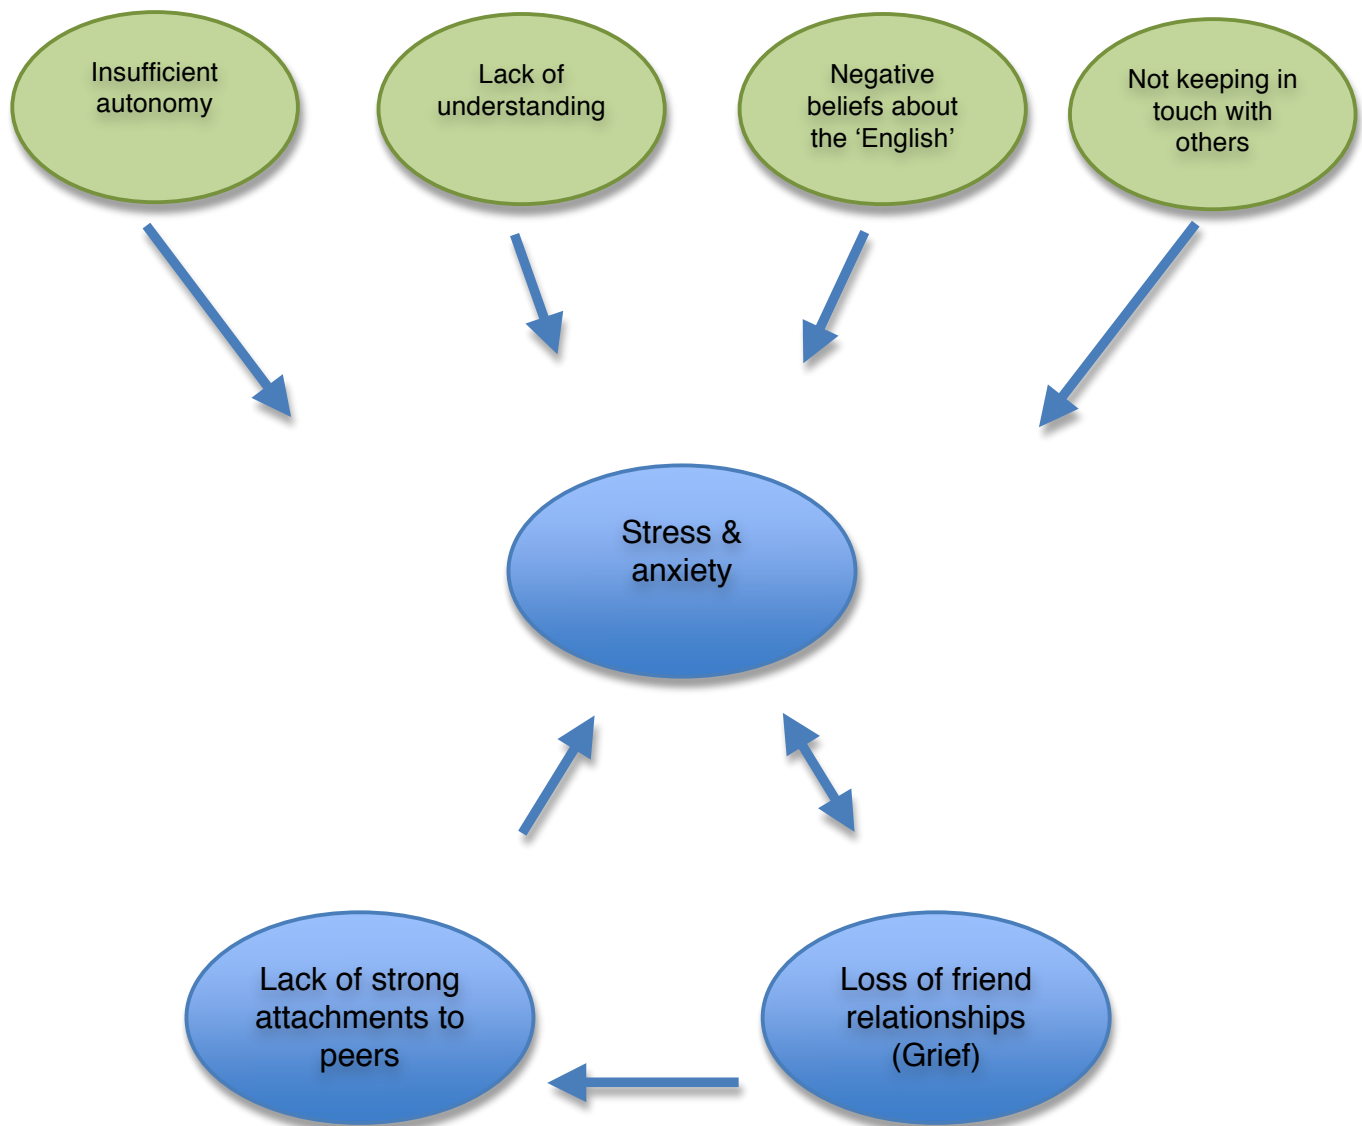 Insufficient
autonomy
Lack of
understanding
Negative
beliefs about
the ‘English’
Not keeping in
touch with
others
Stress &
anxiety
Lack of strong
attachments to
peers
Loss of friend
relationships
(Grief)